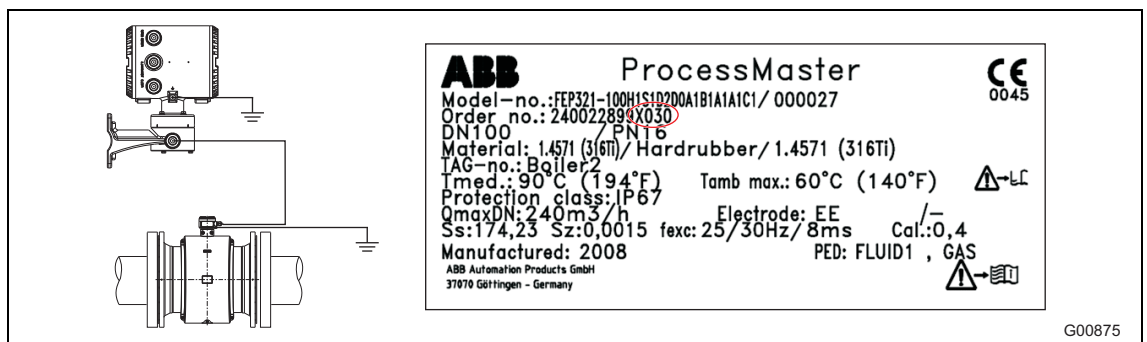 ABB ProcessMaster
CE
0045
Model-no.:FEP321-100H1S1D2D0A1B1A1A1C1/ 000027
Order no.: 240022899X030
DN100 /PN16
Material: 1.4571 (316Ti)/Hardrubber/1.4571 (316Ti)
TAG-no.: Boiler2
Tmed.: 90°C (194°F) Tamb max.: 60°C (140°F)
Protection class:IP67
QmaxDN: 240m3/h Electrode: EE /-
Ss:174,23 Sz:0,0015 fexc: 25/30Hz/8ms Cal.:0,4
Manufactured: 2008 PED: FLUID1 , GAS
ABB Automation Products GmbH
37070 Göttingen - Germany
G00875